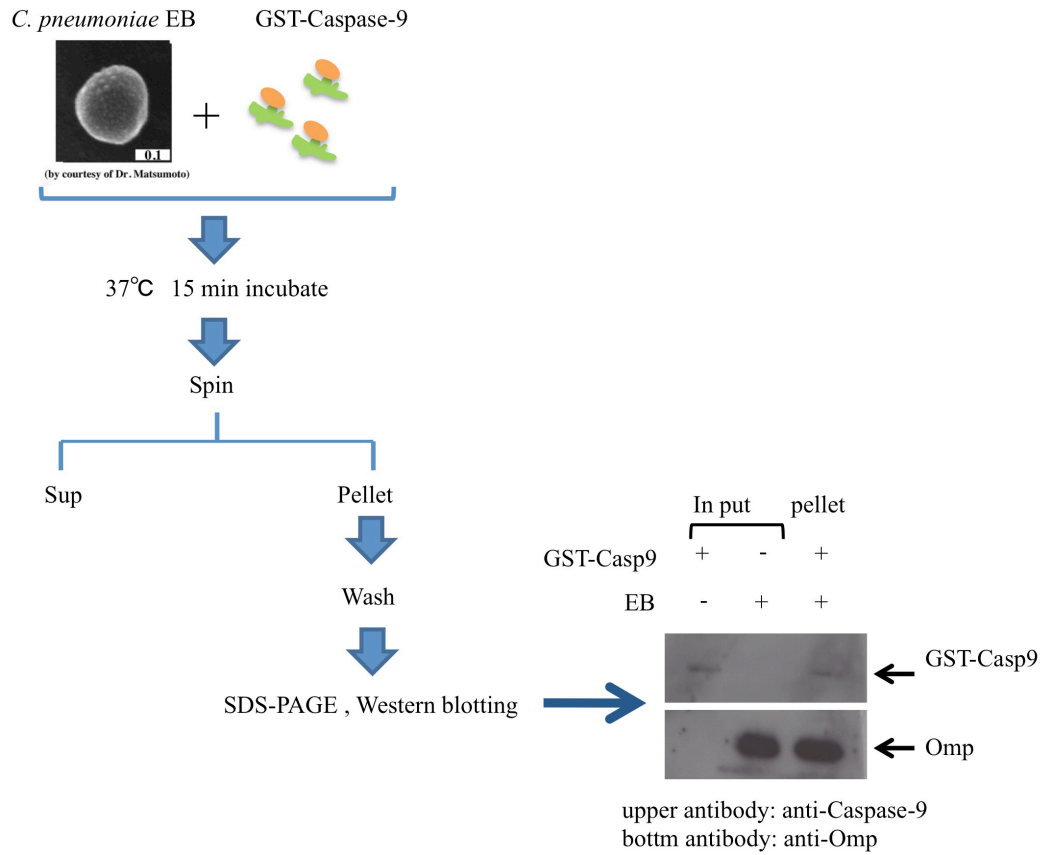 C. pneumoniae EB
GST-Caspase-9
+
0.1
(by courtesy of Dr. Matsumoto)
37℃ 15 min incubate
Spin
Sup
Pellet
Wash
SDS-PAGE , Western blotting
In put
pellet
GST-Casp9 + - +
EB - + +
GST-Casp9
Omp
upper antibody: anti-Caspase-9
bottm antibody: anti-Omp